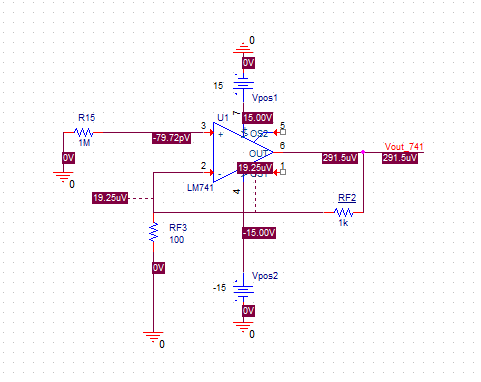 0
0V
15
Vpos1
R15
U1
7
15.00V
5
3
+
OS2
1M
-79.72pV
6
Vout_741
OUT
0V
291.5uV
291.5uV
2
19.25uV
1
-
0
LM741
4
19.25uV
RF2
RF3
1k
100
-15.00V
0V
Vpos2
-15
0V
0
0